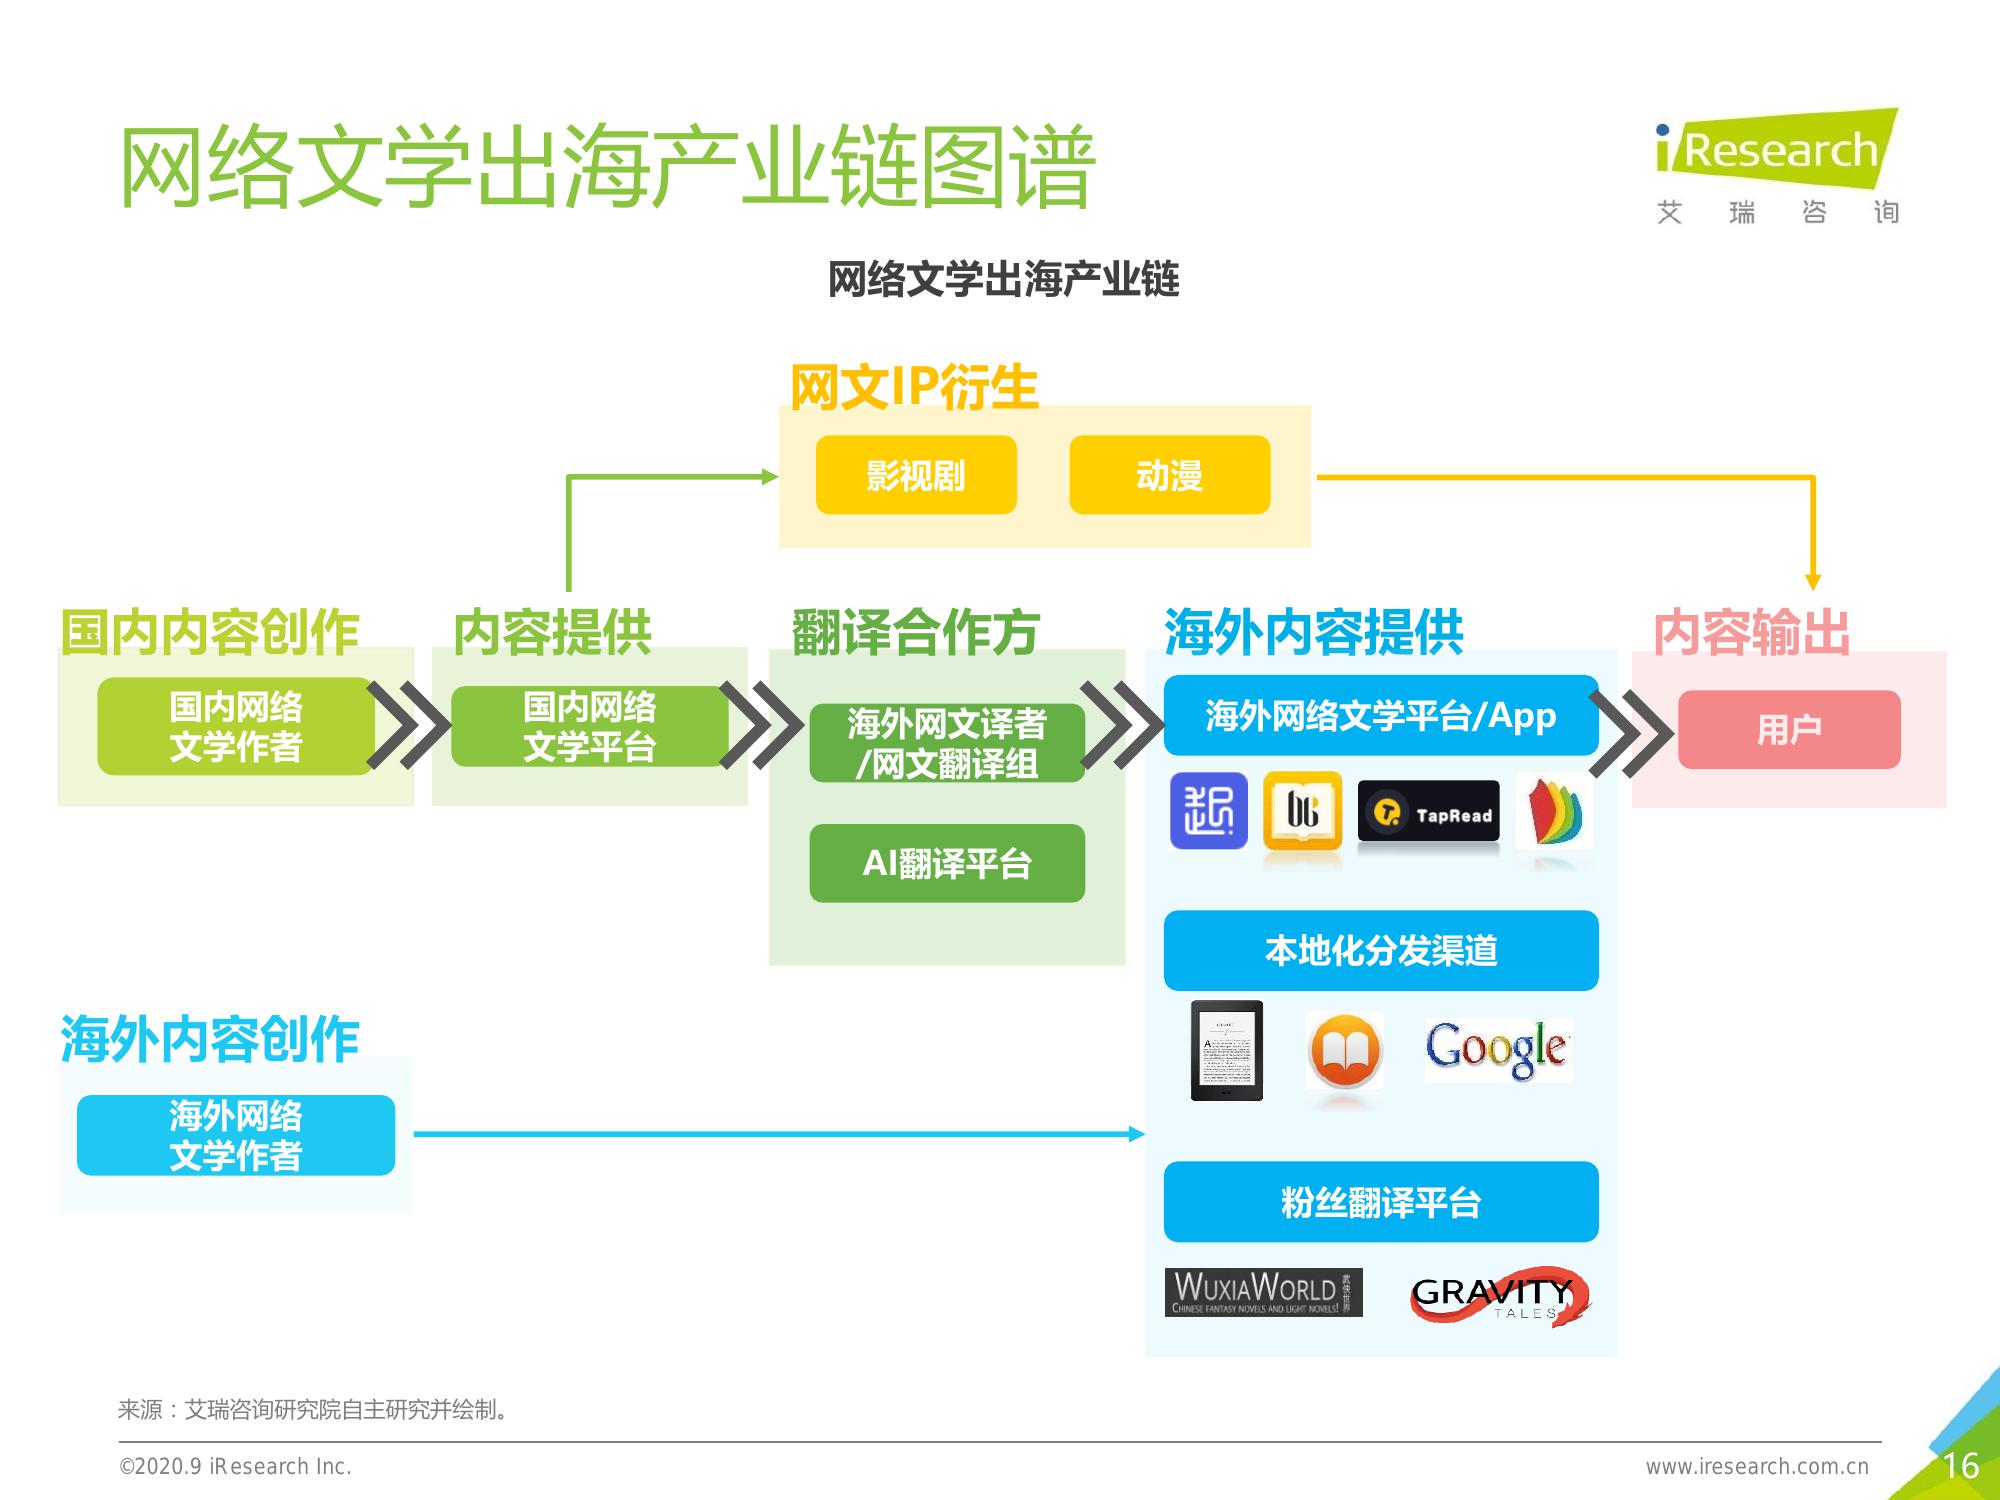 网络文学出海产业链图谱
iResearch
艾瑞咨询
网络文学出海产业链
网文IP衍生
影视剧
动漫
国内内容创作
内容提供
翻译合作方
海外内容提供
内容输出
国内网络
文学作者
国内网络
文学平台
海外网文译者
/网文翻译组
AI翻译平台
海外网络文学平台/App
用户
TapRead
本地化分发渠道
Google
海外内容创作
海外网络
文学作者
粉丝翻译平台
WUXIAWORLD
CHINESE FANTASY NOVELS AND LIGHT NOVELS!
武侠世界
GRAVITY
TALES
来源：艾瑞咨询研究院自主研究并绘制。
©2020.9 iResearch Inc.
www.iresearch.com.cn
16